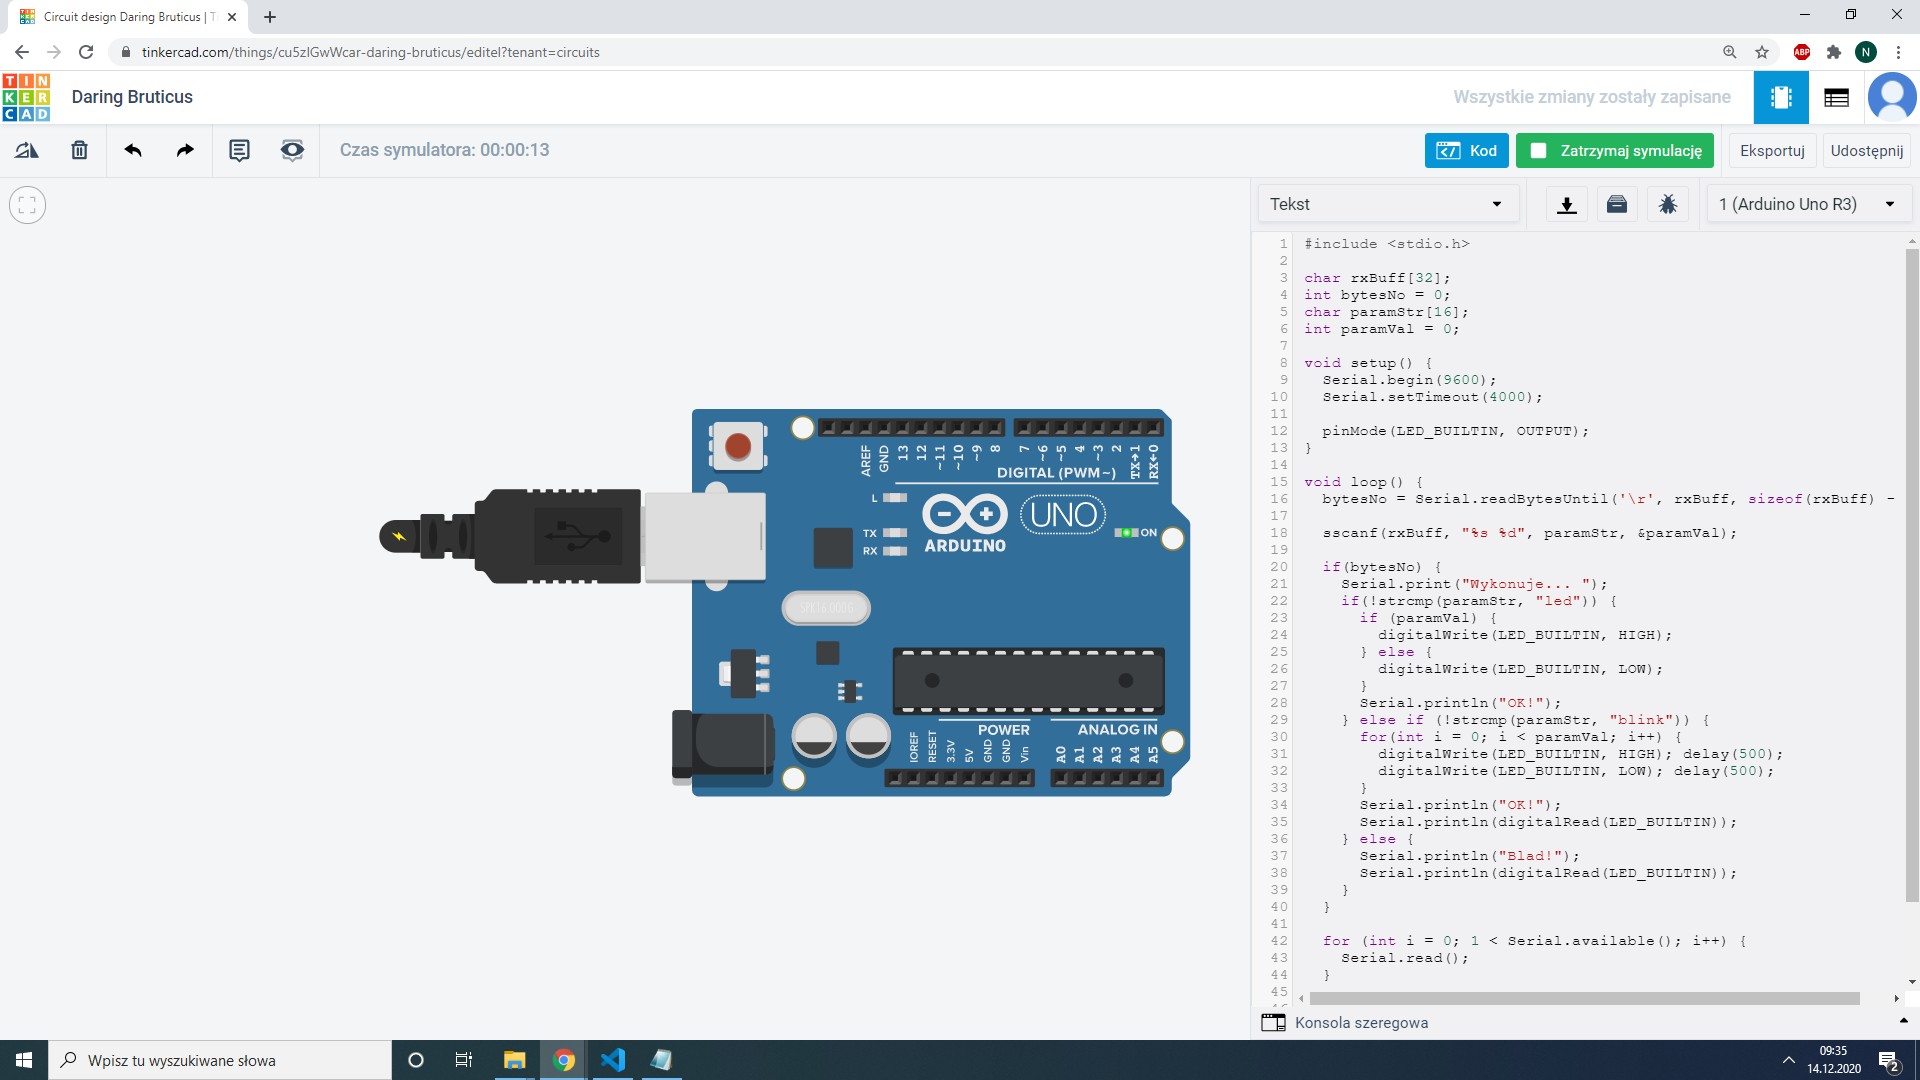 Circuit design Daring Bruticus | T
tinkercad.com/things/cu5zlGwWcar-daring-bruticus/editel?tenant=circuits
ABP
N
TIN
KER
CAD
Daring Bruticus
Wszystkie zmiany zostały zapisane
Czas symulatora: 00:00:13
Kod
Zatrzymaj symulację
Eksportuj
Udostępnij
Tekst
1 (Arduino Uno R3)
1 #include <stdio.h>
2
3 char rxBuff[32];
4 int bytesNo = 0;
5 char paramStr[16];
6 int paramVal = 0;
7
8 void setup() {
9 Serial.begin(9600);
10 Serial.setTimeout(4000);
11
12 pinMode(LED_BUILTIN, OUTPUT);
13 }
14
15 void loop() {
16 bytesNo = Serial.readBytesUntil('\r', rxBuff, sizeof(rxBuff) -
17
18 sscanf(rxBuff, "%s %d", paramStr, &paramVal);
19
20 if(bytesNo) {
21 Serial.print("Wykonuje... ");
22 if(!strcmp(paramStr, "led")) {
23 if (paramVal) {
24 digitalWrite(LED_BUILTIN, HIGH);
25 } else {
26 digitalWrite(LED_BUILTIN, LOW);
27 }
28 Serial.println("OK!");
29 } else if (!strcmp(paramStr, "blink")) {
30 for(int i = 0; i < paramVal; i++) {
31 digitalWrite(LED_BUILTIN, HIGH); delay(500);
32 digitalWrite(LED_BUILTIN, LOW); delay(500);
33 }
34 Serial.println("OK!");
35 Serial.println(digitalRead(LED_BUILTIN));
36 } else {
37 Serial.println("Blad!");
38 Serial.println(digitalRead(LED_BUILTIN));
39 }
40 }
41
42 for (int i = 0; 1 < Serial.available(); i++) {
43 Serial.read();
44 }
45
AREF GND 13 12 ~11 ~10 ~9 8 7 ~6 ~5 4 ~3 2 TX→1 RX←0
DIGITAL (PWM~)
L
TX
RX
UNO
ARDUINO
ON
SPK16.000G
POWER
ANALOG IN
IOREF RESET 3.3V 5V GND GND Vin A0 A1 A2 A3 A4 A5
Konsola szeregowa
Wpisz tu wyszukiwane słowa
09:35
14.12.2020
2